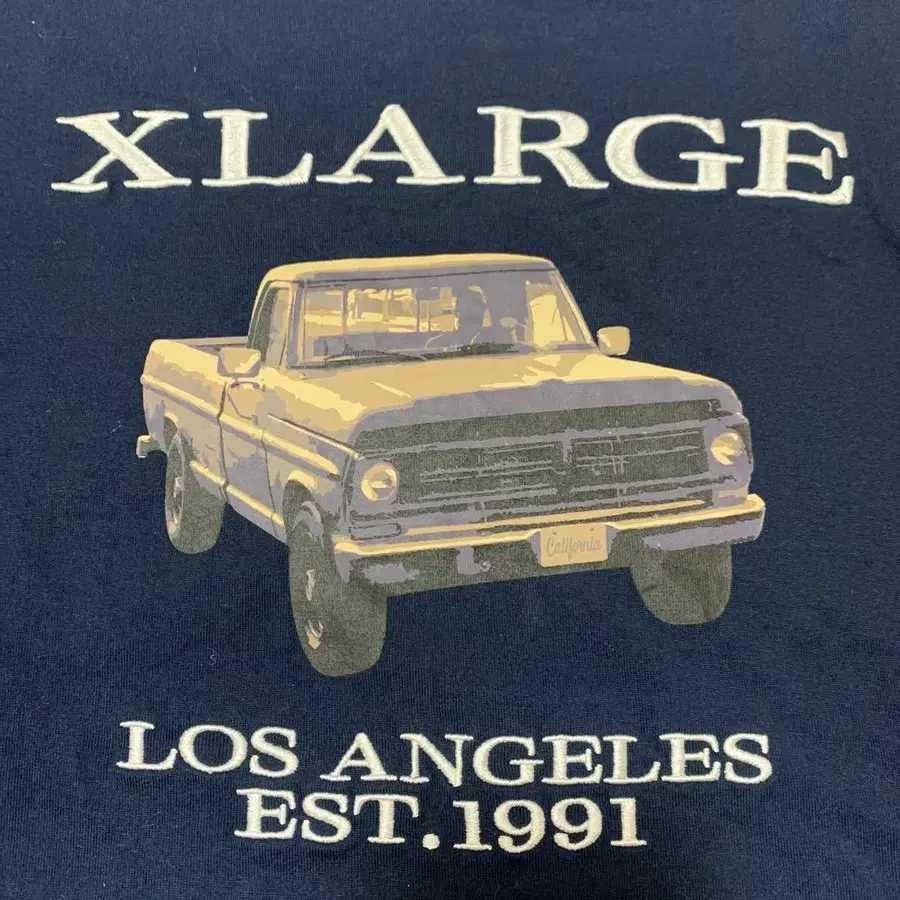 XLARGE
California
LOS ANGELES
EST.1991